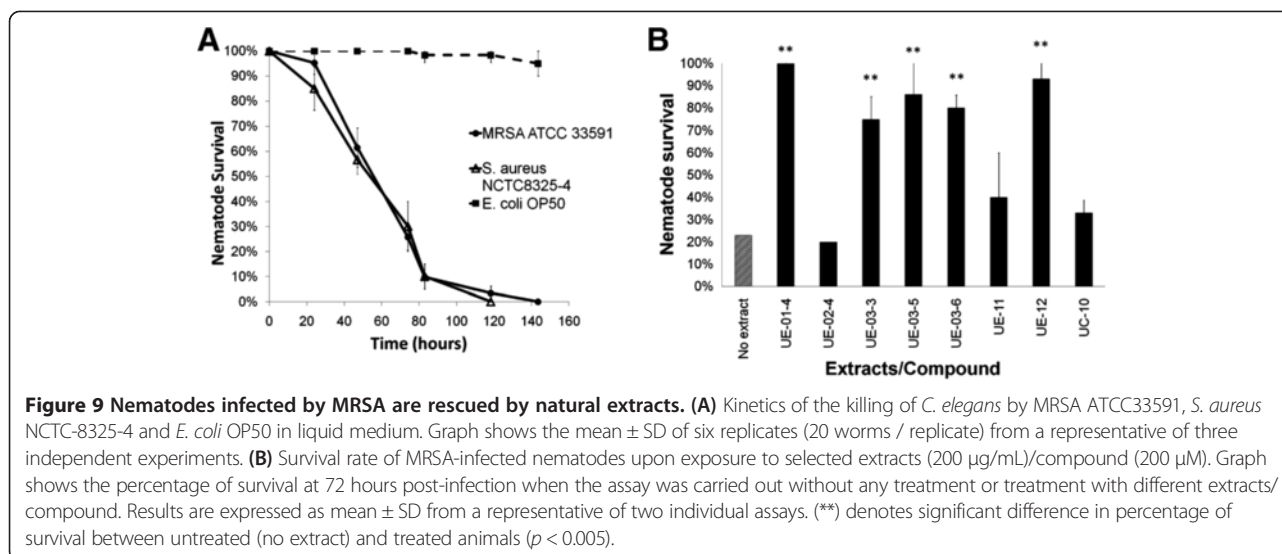 A
100%
90%
80%
70%
60%
50%
40%
30%
20%
10%
0%
Nematode Survival
0 20 40 60 80 100 120 140 160
Time (hours)
MRSA ATCC 33591
S. aureus
NCTC8325-4
E. coli OP50
B
100%
90%
80%
70%
60%
50%
40%
30%
20%
10%
0%
Nematode survival
** ** ** ** **
No extract
UE-01-4
UE-02-4
UE-03-3
UE-03-5
UE-03-6
UE-11
UE-12
UC-10
Extracts/Compound
Figure 9 Nematodes infected by MRSA are rescued by natural extracts. (A) Kinetics of the killing of C. elegans by MRSA ATCC33591, S. aureus
NCTC-8325-4 and E. coli OP50 in liquid medium. Graph shows the mean ± SD of six replicates (20 worms / replicate) from a representative of three
independent experiments. (B) Survival rate of MRSA-infected nematodes upon exposure to selected extracts (200 μg/mL)/compound (200 μM). Graph
shows the percentage of survival at 72 hours post-infection when the assay was carried out without any treatment or treatment with different extracts/
compound. Results are expressed as mean ± SD from a representative of two individual assays. (**) denotes significant difference in percentage of
survival between untreated (no extract) and treated animals (p < 0.005).